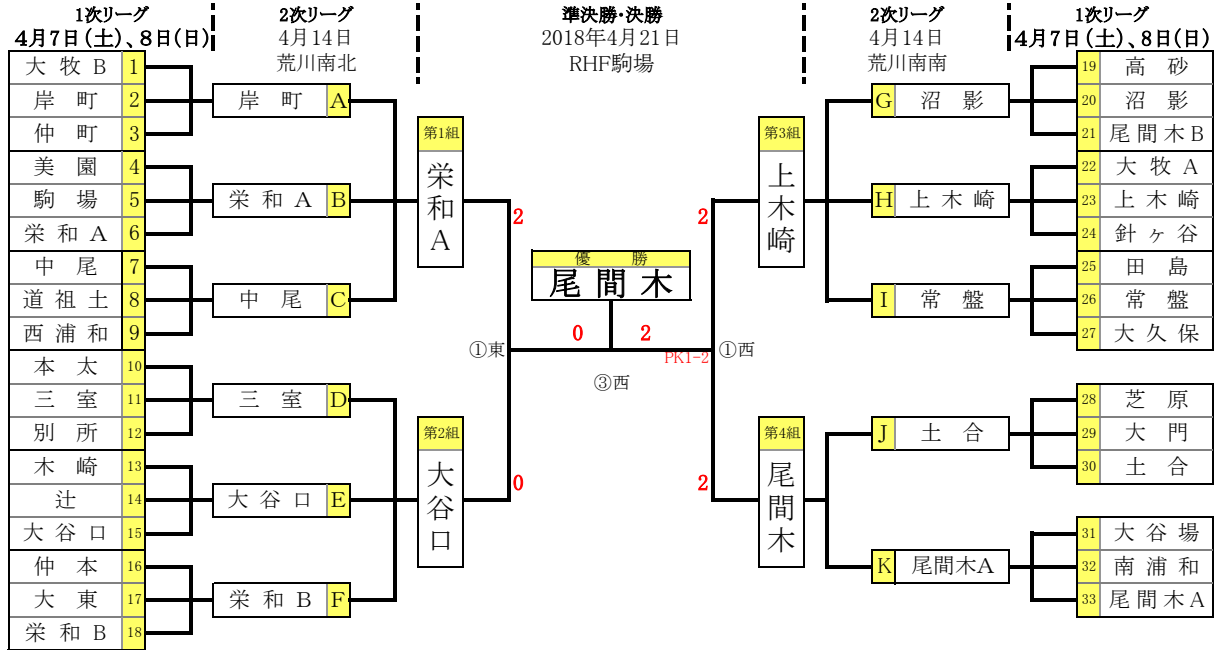 1次リーグ
4月7日(土)、8日(日)
2次リーグ
4月14日
荒川南北
準決勝・決勝
2018年4月21日
RHF駒場
2次リーグ
4月14日
荒川南南
1次リーグ
4月7日(土)、8日(日)
大牧B 1
岸町 2
仲町 3
美園 4
駒場 5
栄和A 6
中尾 7
道祖土 8
西浦和 9
本太 10
三室 11
別所 12
木崎 13
辻 14
大谷口 15
仲本 16
大東 17
栄和B 18
岸町 A
栄和A B
中尾 C
三室 D
大谷口 E
栄和B F
第1組
栄和A
第2組
大谷口
2
0
①東
優勝
尾間木
0 2
PK1-2
③西
2
2
①西
第3組
上木崎
第4組
尾間木
G 沼影
H 上木崎
I 常盤
J 土合
K 尾間木A
19 高砂
20 沼影
21 尾間木B
22 大牧A
23 上木崎
24 針ヶ谷
25 田島
26 常盤
27 大久保
28 芝原
29 大門
30 土合
31 大谷場
32 南浦和
33 尾間木A